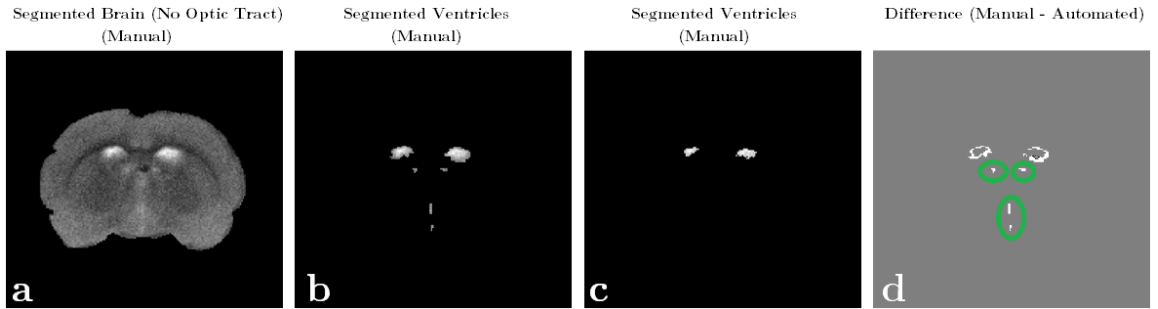 Segmented Brain (No Optic Tract)
(Manual)
Segmented Ventricles
(Manual)
Segmented Ventricles
(Manual)
Difference (Manual - Automated)
a
b
c
d